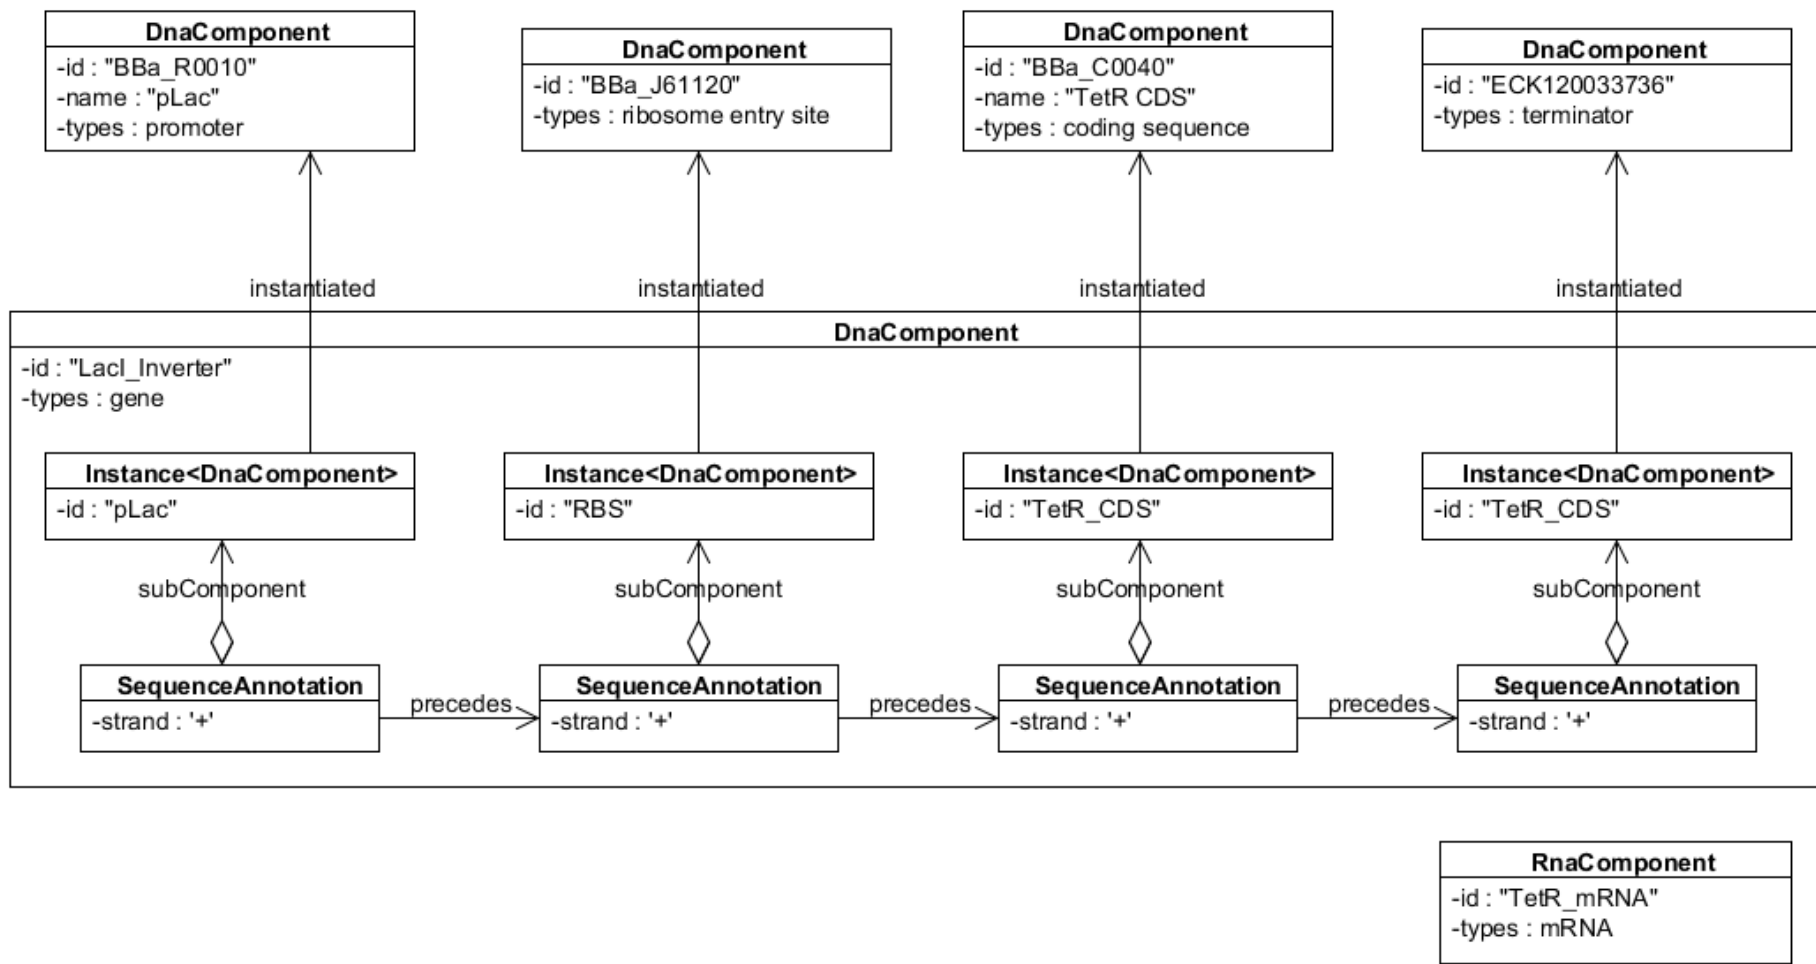 DnaComponent
-id : "BBa_R0010"
-name : "pLac"
-types : promoter
DnaComponent
-id : "BBa_J61120"
-types : ribosome entry site
DnaComponent
-id : "BBa_C0040"
-name : "TetR CDS"
-types : coding sequence
DnaComponent
-id : "ECK120033736"
-types : terminator
instantiated
instantiated
instantiated
instantiated
DnaComponent
-id : "LacI_Inverter"
-types : gene
Instance<DnaComponent>
-id : "pLac"
Instance<DnaComponent>
-id : "RBS"
Instance<DnaComponent>
-id : "TetR_CDS"
Instance<DnaComponent>
-id : "TetR_CDS"
subComponent
subComponent
subComponent
subComponent
SequenceAnnotation
-strand : '+'
precedes
SequenceAnnotation
-strand : '+'
precedes
SequenceAnnotation
-strand : '+'
precedes
SequenceAnnotation
-strand : '+'
RnaComponent
-id : "TetR_mRNA"
-types : mRNA